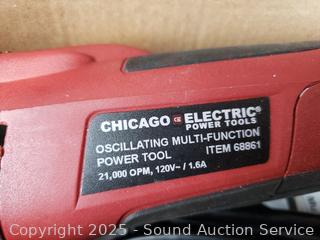 CHICAGO CE ELECTRIC®
POWER TOOLS
OSCILLATING MULTI-FUNCTION
POWER TOOL ITEM 68861
21,000 OPM, 120V~ / 1.6A
Copyright 2025 - Sound Auction Service